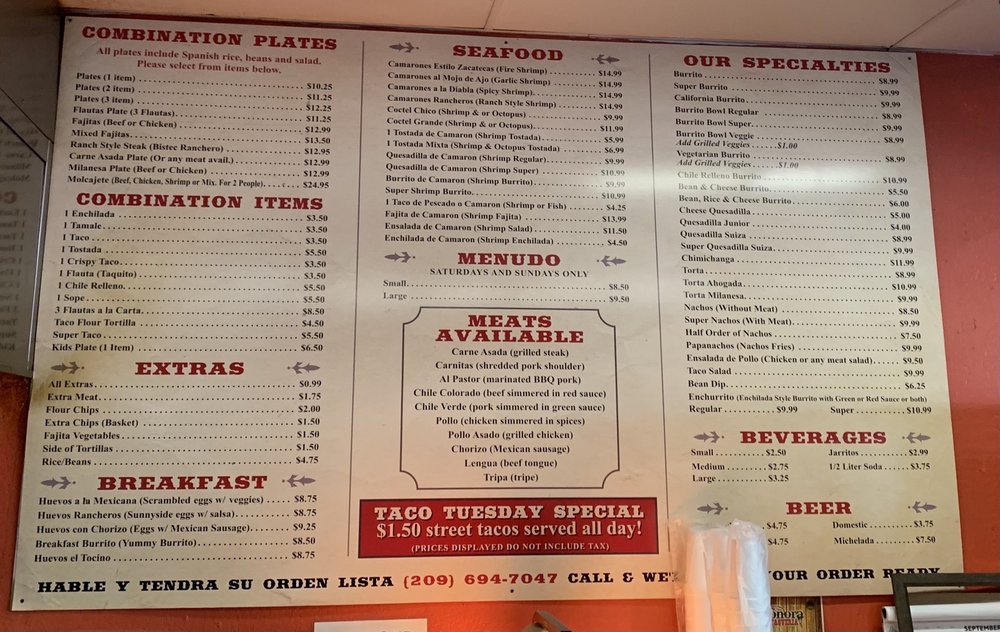 COMBINATION PLATES
All plates include Spanish rice, beans and salad.
Please select from items below.
Plates (1 item) $10.25
Plates (2 item) $11.25
Plates (3 item) $12.25
Flautas Plate (3 Flautas) $11.25
Fajitas (Beef or Chicken) $12.99
Mixed Fajitas $13.50
Ranch Style Steak (Bistec Ranchero) $12.95
Carne Asada Plate (Or any meat avail.) $12.99
Milanesa Plate (Beef or Chicken) $12.99
Molcajete (Beef, Chicken, Shrimp or Mix. For 2 People) $24.95
COMBINATION ITEMS
1 Enchilada $3.50
1 Tamale $3.50
1 Taco $3.50
1 Tostada $5.50
1 Crispy Taco $3.50
1 Flauta (Taquito) $3.50
1 Chile Relleno $5.50
1 Sope $5.50
3 Flautas a la Carta $8.50
Taco Flour Tortilla $4.50
Super Taco $5.50
Kids Plate (1 Item) $6.50
EXTRAS
All Extras $0.99
Extra Meat $1.75
Flour Chips $2.00
Extra Chips (Basket) $1.50
Fajita Vegetables $1.50
Side of Tortillas $1.50
Rice/Beans $4.75
BREAKFAST
Huevos a la Mexicana (Scrambled eggs w/ veggies) $8.75
Huevos Rancheros (Sunnyside eggs w/ salsa) $8.75
Huevos con Chorizo (Eggs w/ Mexican Sausage) $9.25
Breakfast Burrito (Yummy Burrito) $8.50
Huevos el Tocino $8.75
SEAFOOD
Camarones Estilo Zacatecas (Fire Shrimp) $14.99
Camarones al Mojo de Ajo (Garlic Shrimp) $14.99
Camarones a la Diabla (Spicy Shrimp) $14.99
Camarones Rancheros (Ranch Style Shrimp) $14.99
Coctel Chico (Shrimp & or Octopus) $9.99
Coctel Grande (Shrimp & or Octopus) $11.99
1 Tostada de Camaron (Shrimp Tostada) $5.99
1 Tostada Mixta (Shrimp & Octopus Tostada) $6.99
Quesadilla de Camaron (Shrimp Regular) $9.99
Quesadilla de Camaron (Shrimp Super) $10.99
Burrito de Camaron (Shrimp Burrito) $9.99
Super Shrimp Burrito $10.99
1 Taco de Pescado o Camaron (Shrimp or Fish) $4.25
Fajita de Camaron (Shrimp Fajita) $13.99
Ensalada de Camaron (Shrimp Salad) $11.50
Enchilada de Camaron (Shrimp Enchilada) $4.50
MENUDO
SATURDAYS AND SUNDAYS ONLY
Small $8.50
Large $9.50
MEATS
AVAILABLE
Carne Asada (grilled steak)
Carnitas (shredded pork shoulder)
Al Pastor (marinated BBQ pork)
Chile Colorado (beef simmered in red sauce)
Chile Verde (pork simmered in green sauce)
Pollo (chicken simmered in spices)
Pollo Asado (grilled chicken)
Chorizo (Mexican sausage)
Lengua (beef tongue)
Tripa (tripe)
TACO TUESDAY SPECIAL
$1.50 street tacos served all day!
(PRICES DISPLAYED DO NOT INCLUDE TAX)
OUR SPECIALTIES
Burrito $8.99
Super Burrito $9.99
California Burrito $9.99
Burrito Bowl Regular $8.99
Burrito Bowl Super $9.99
Burrito Bowl Veggie $8.99
Add Grilled Veggies $1.00
Vegetarian Burrito $8.99
Add Grilled Veggies $1.00
Chile Relleno Burrito $10.99
Bean & Cheese Burrito $5.50
Bean, Rice & Cheese Burrito $6.00
Cheese Quesadilla $5.00
Quesadilla Junior $4.00
Quesadilla Suiza $8.99
Super Quesadilla Suiza $9.99
Chimichanga $11.99
Torta $8.99
Torta Ahogada $10.99
Torta Milanesa $9.99
Nachos (Without Meat) $8.50
Super Nachos (With Meat) $9.99
Half Order of Nachos $7.50
Papanachos (Nachos Fries) $9.99
Ensalada de Pollo (Chicken or any meat salad) $9.50
Taco Salad $9.99
Bean Dip $6.25
Enchurrito (Enchilada Style Burrito with Green or Red Sauce or both)
Regular $9.99 Super $10.99
BEVERAGES
Small $2.50 Jarritos $2.99
Medium $2.75 1/2 Liter Soda $3.75
Large $3.25
BEER
$4.75 Domestic $3.75
$4.75 Michelada $7.50
HABLE Y TENDRA SU ORDEN LISTA (209) 694-7047 CALL & YOUR ORDER READY
SEPTEMBER